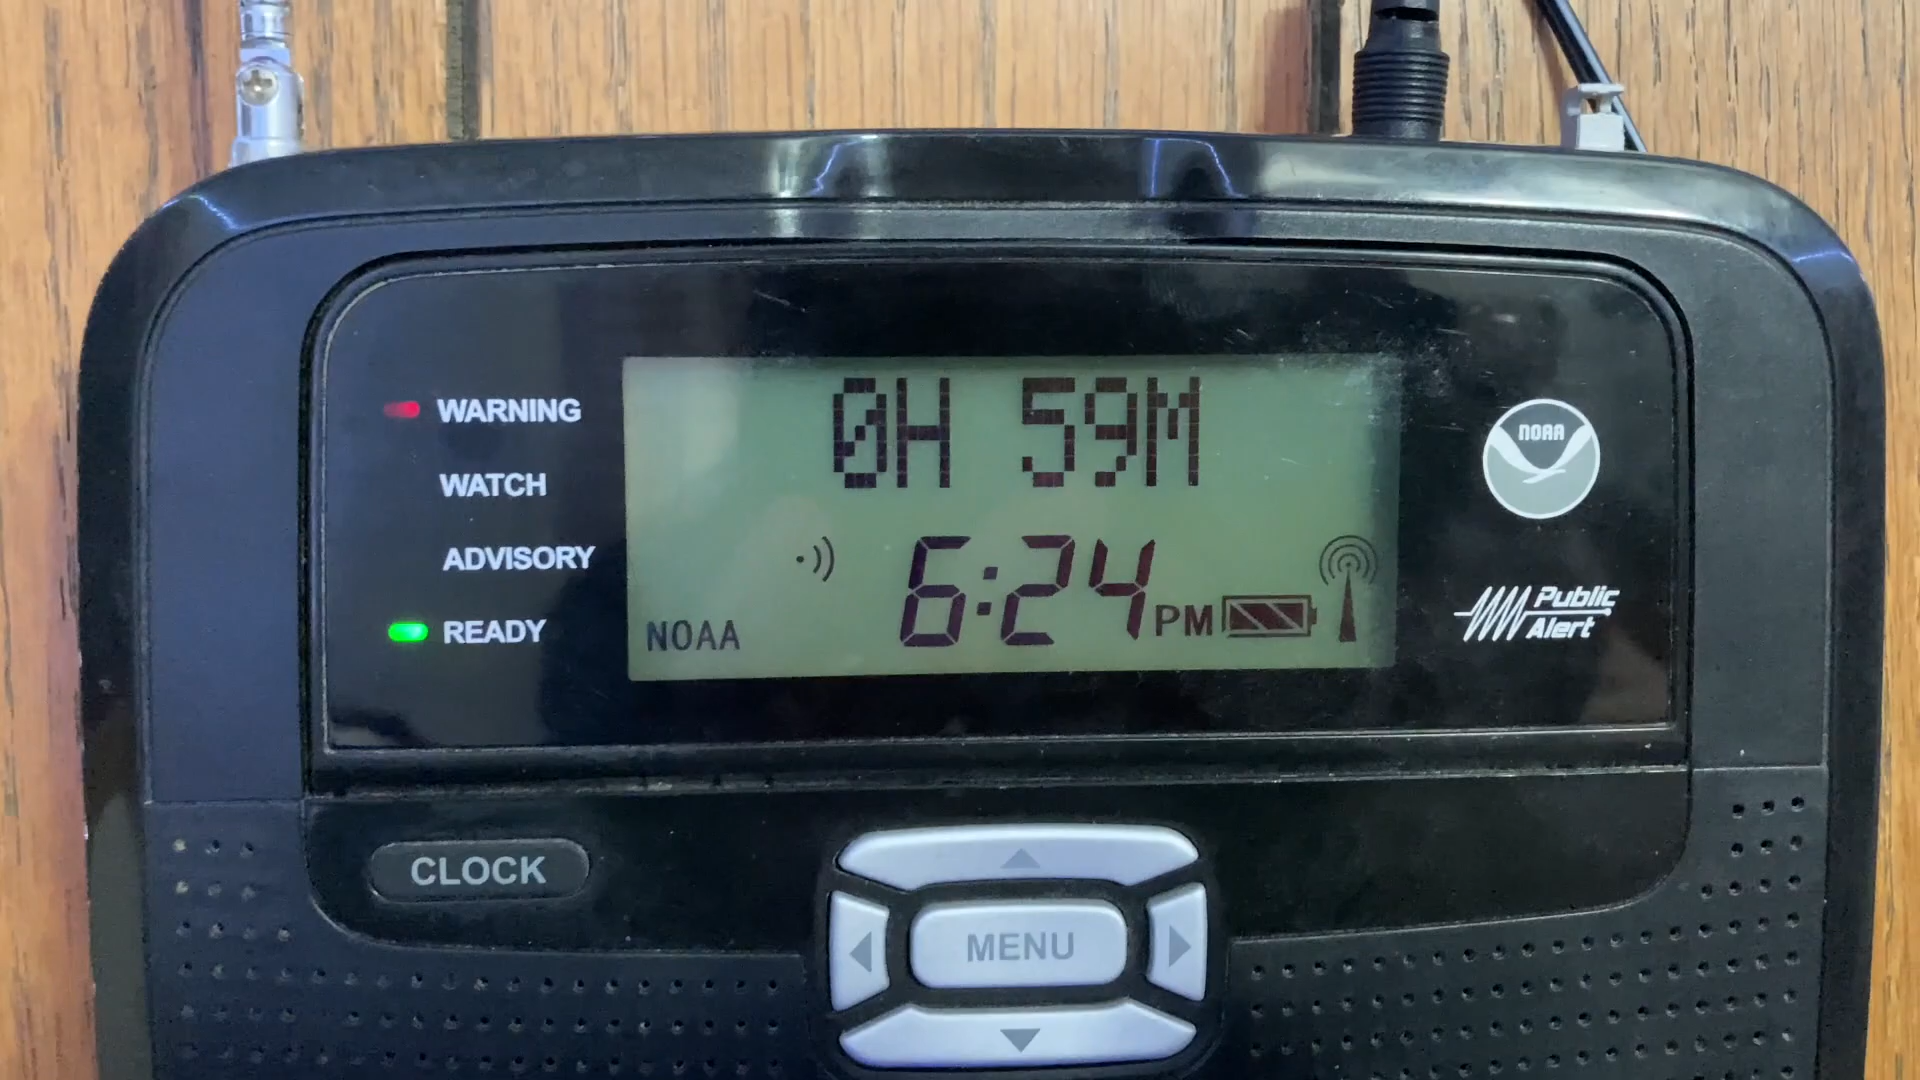 WARNING
WATCH
ADVISORY
READY
0H 59M
6:24 PM
NOAA
NOAA
Public
Alert
CLOCK
MENU